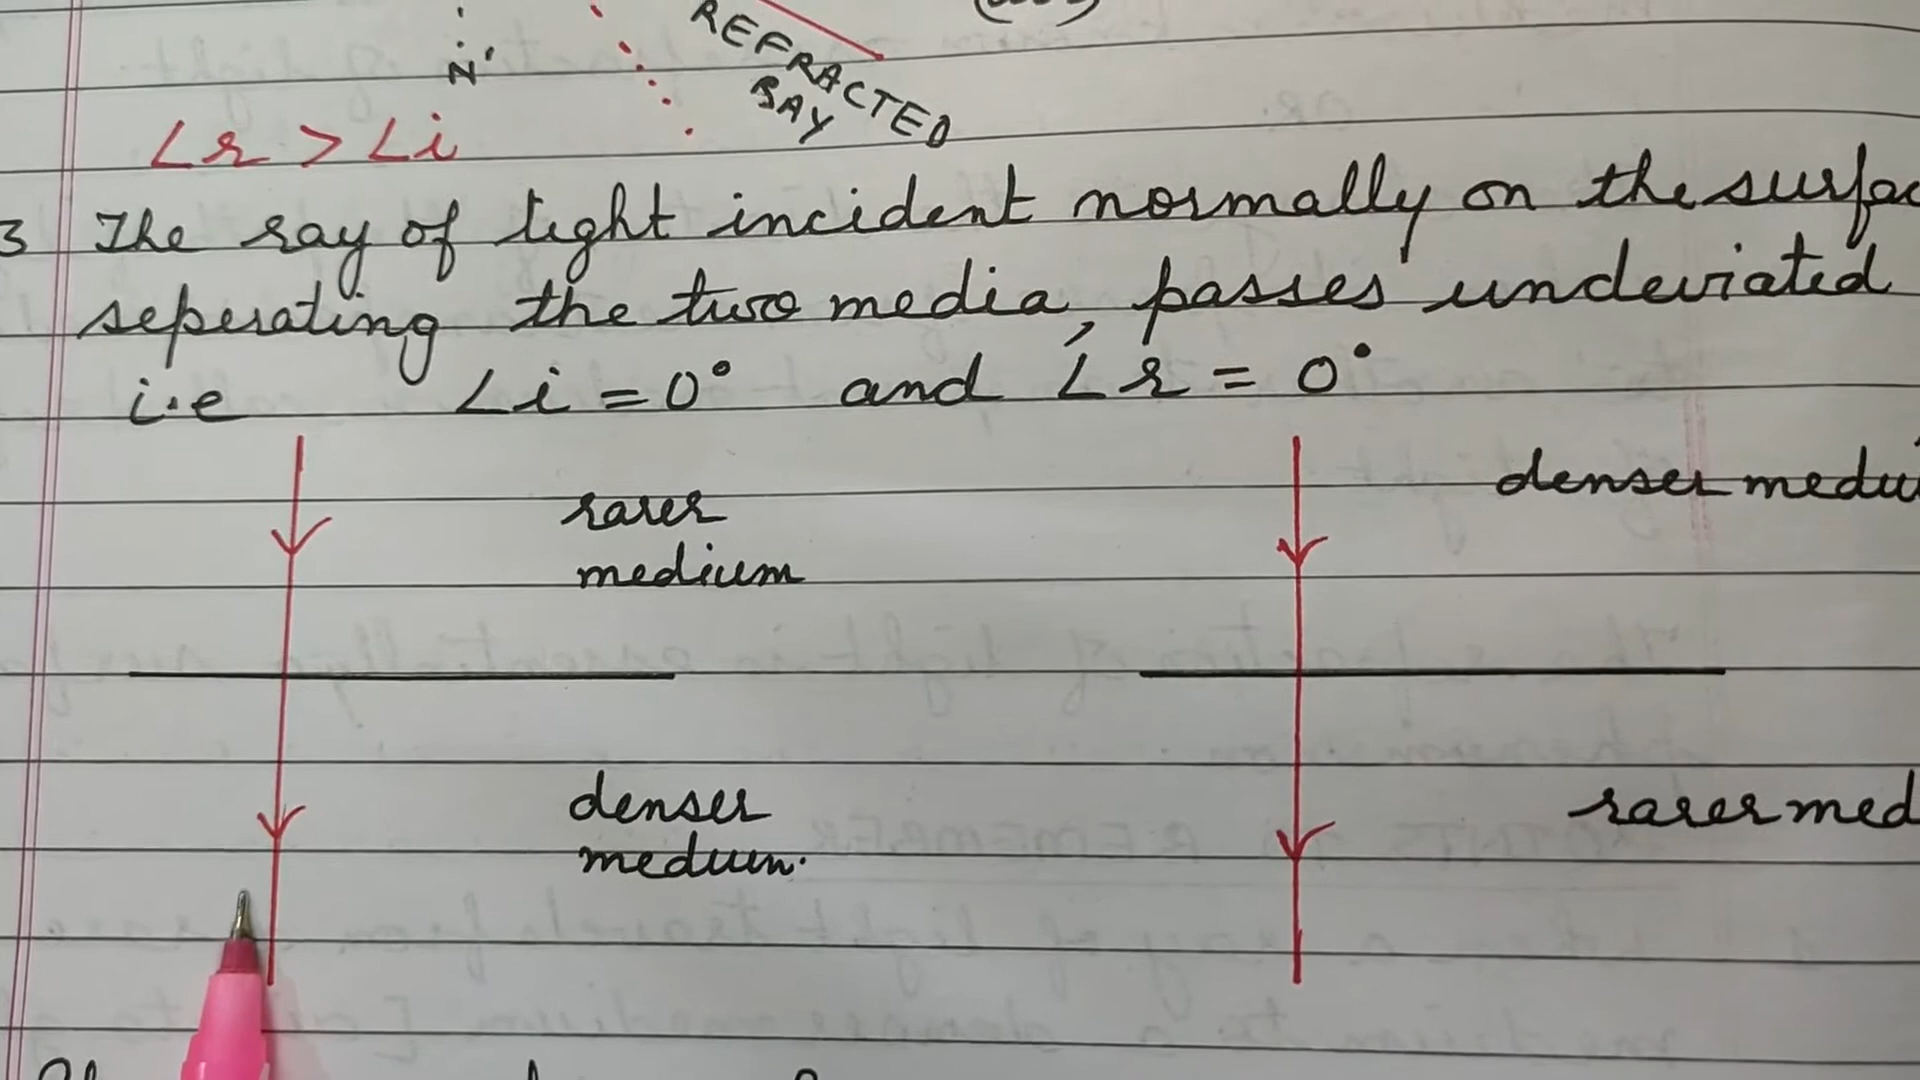 N'
REFRACTED
RAY
∠r > ∠i
3 The ray of light incident normally on the surfac
seperating the two media, passes undeviated
i.e ∠i = 0° and ∠r = 0°
rarer
medium
denser mediu
denser
medium.
rarer med